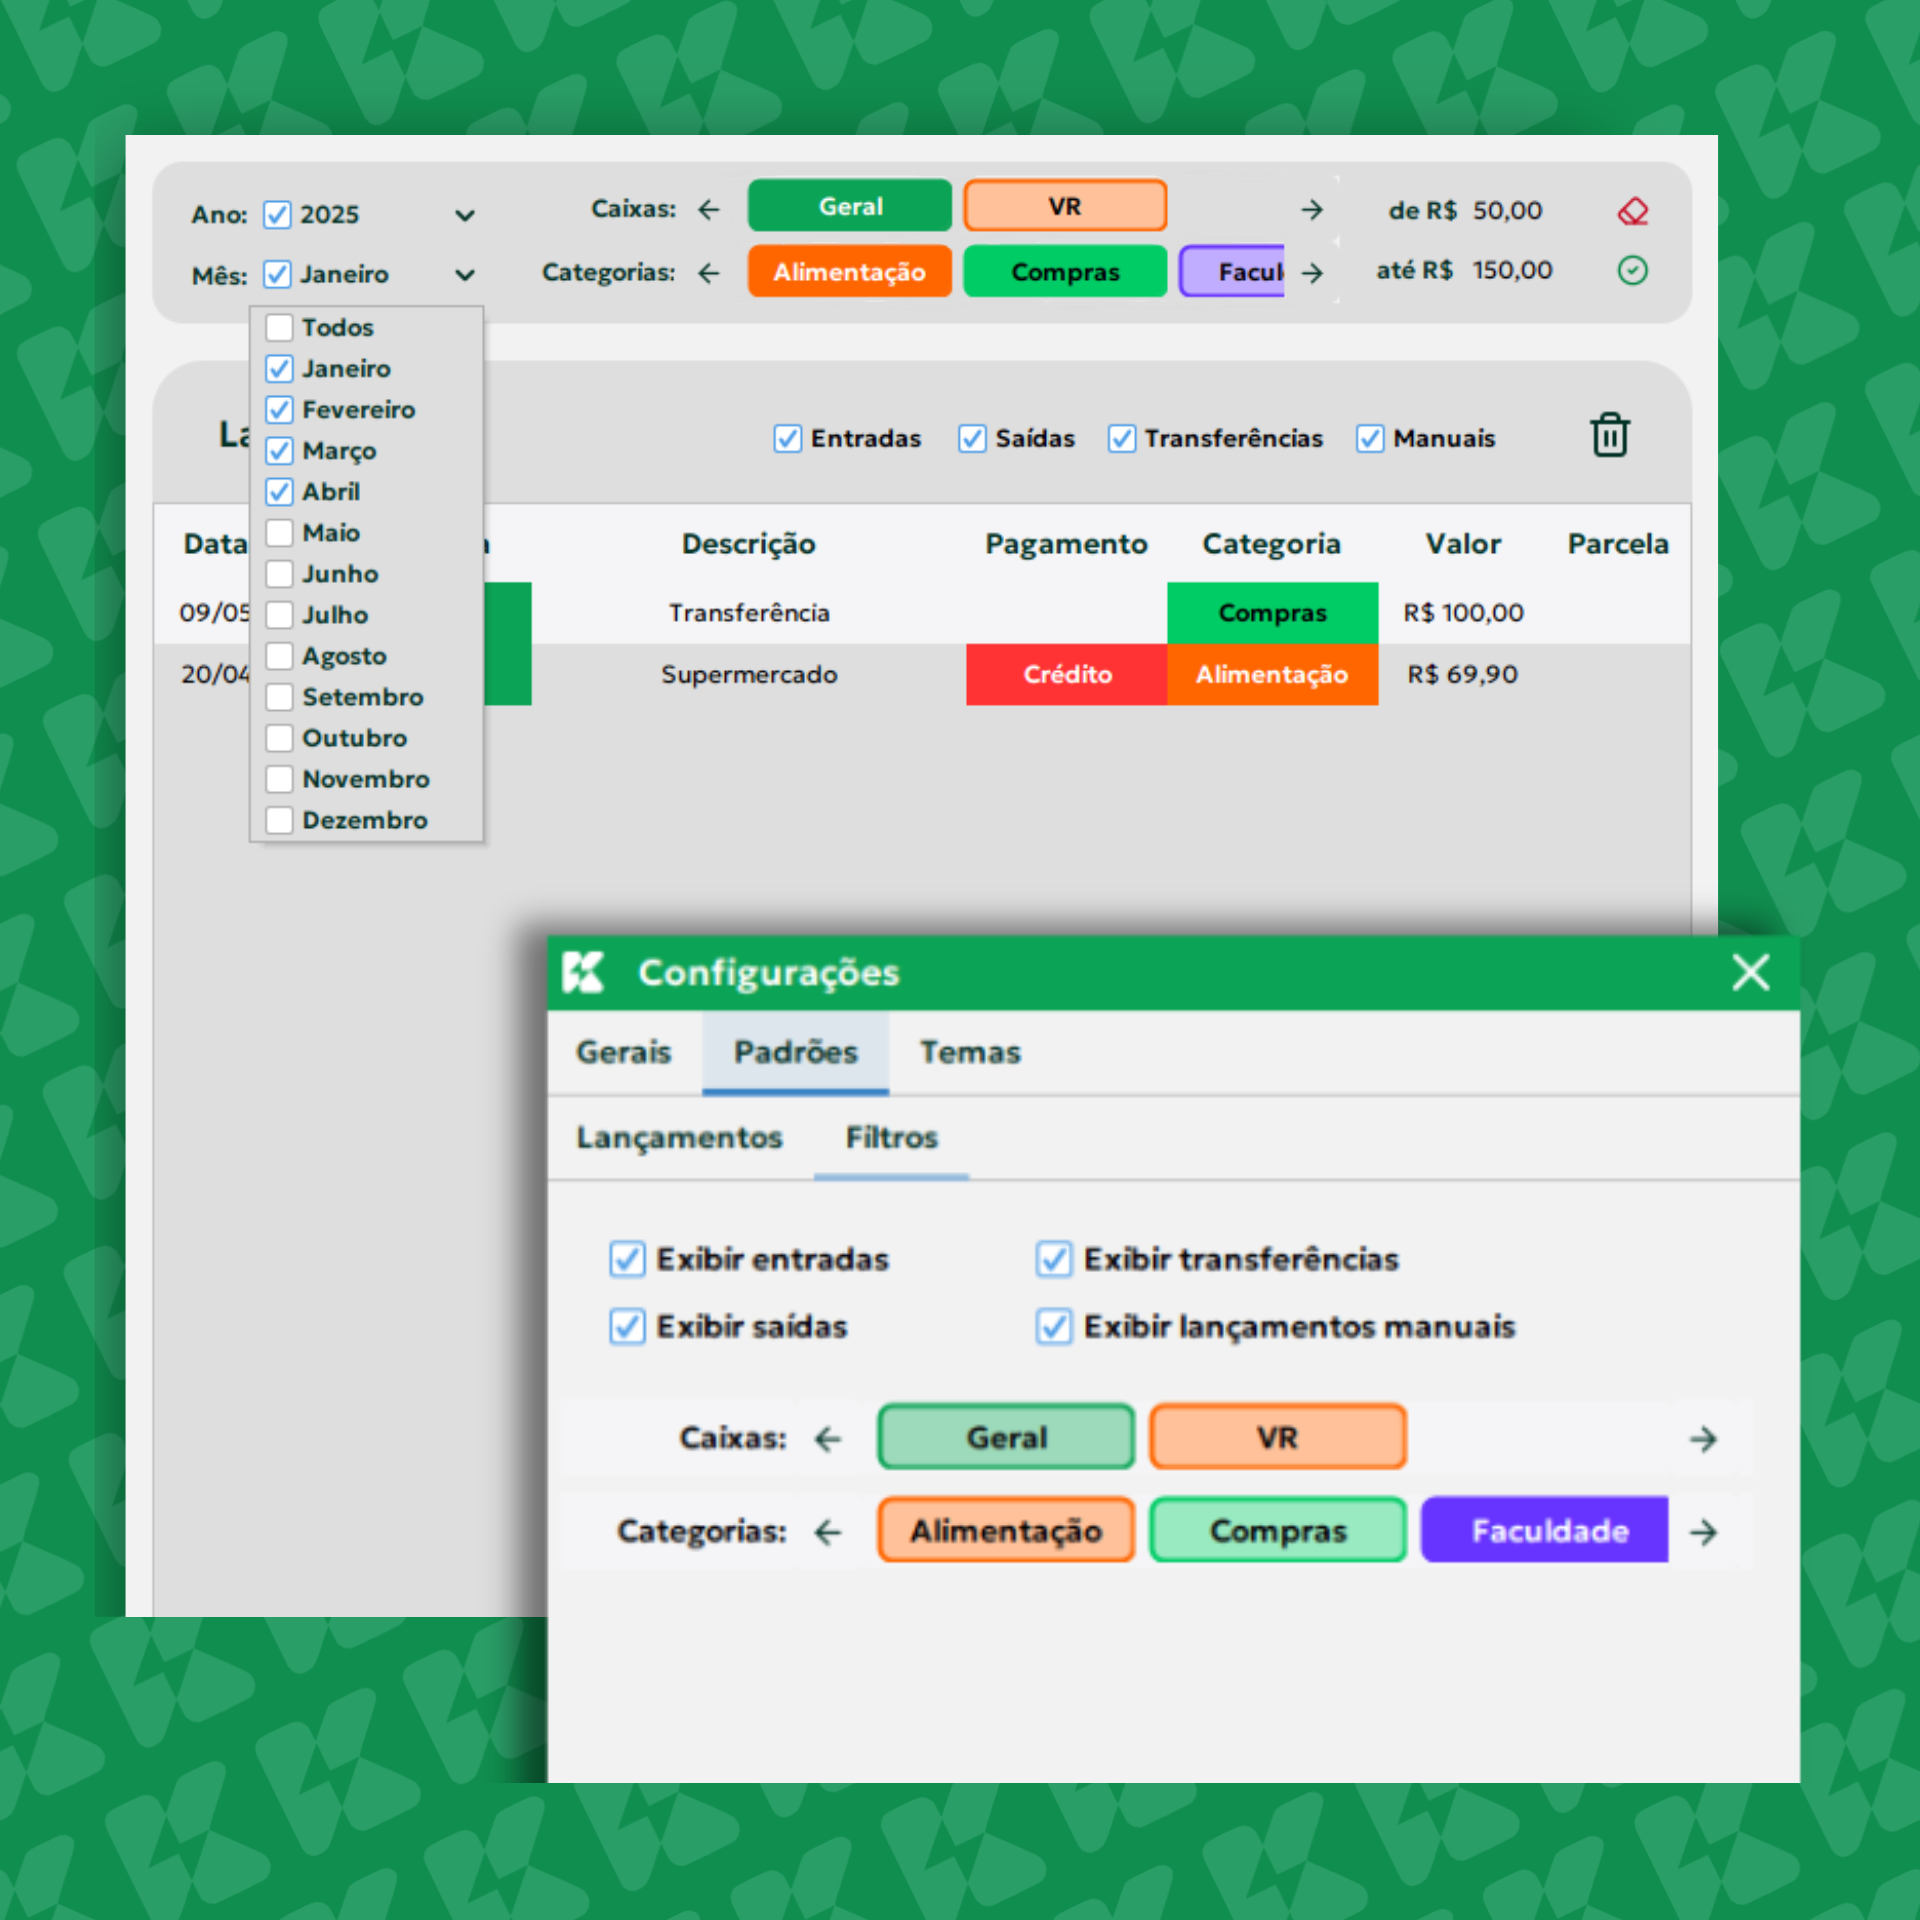 Ano: 2025 Caixas: Geral VR de R$ 50,00
Mês: Janeiro Categorias: Alimentação Compras Facul até R$ 150,00
Todos
Janeiro
Fevereiro
Março
Abril
Maio
Junho
Julho
Agosto
Setembro
Outubro
Novembro
Dezembro
La Entradas Saídas Transferências Manuais
Data Descrição Pagamento Categoria Valor Parcela
09/05 Transferência Compras R$ 100,00
20/04 Supermercado Crédito Alimentação R$ 69,90
Configurações
Gerais Padrões Temas
Lançamentos Filtros
Exibir entradas Exibir transferências
Exibir saídas Exibir lançamentos manuais
Caixas: Geral VR
Categorias: Alimentação Compras Faculdade